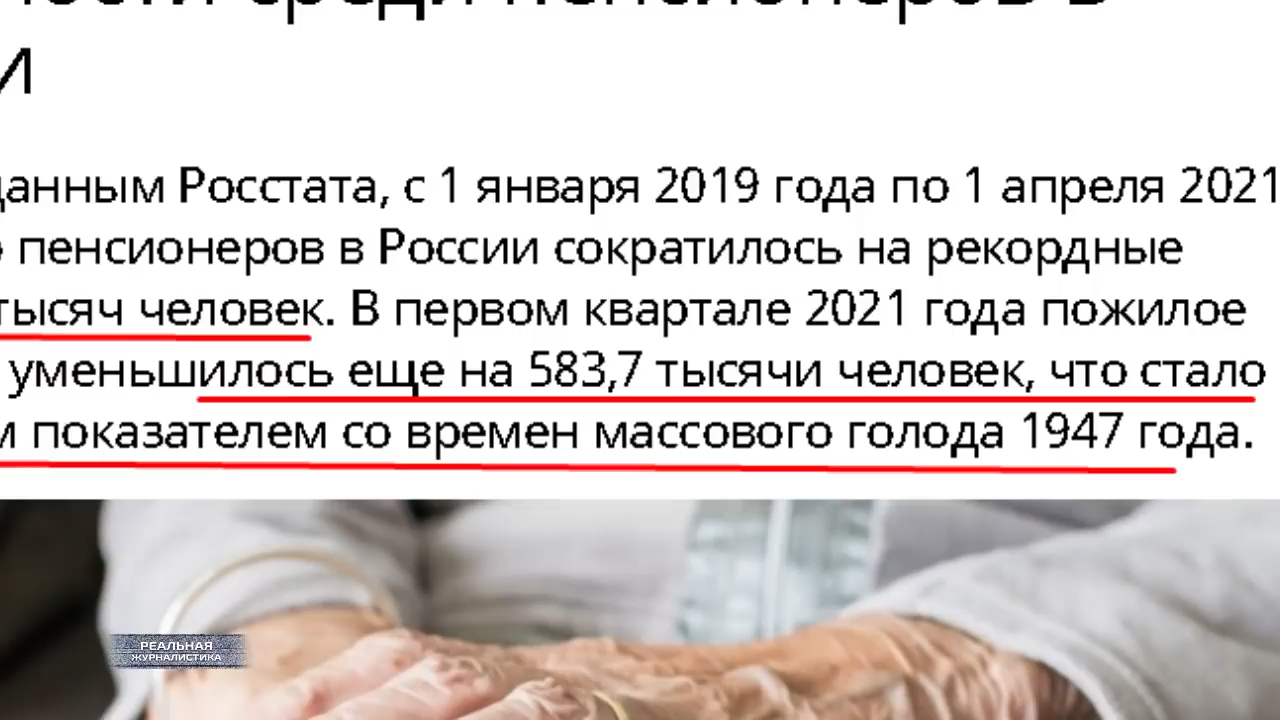 среди пенсионеров в
и
данным Росстата, с 1 января 2019 года по 1 апреля 2021
пенсионеров в России сократилось на рекордные
тысяч человек. В первом квартале 2021 года пожилое
уменьшилось еще на 583,7 тысячи человек, что стало
м показателем со времен массового голода 1947 года.
РЕАЛЬНАЯ
ЖУРНАЛИСТИКА